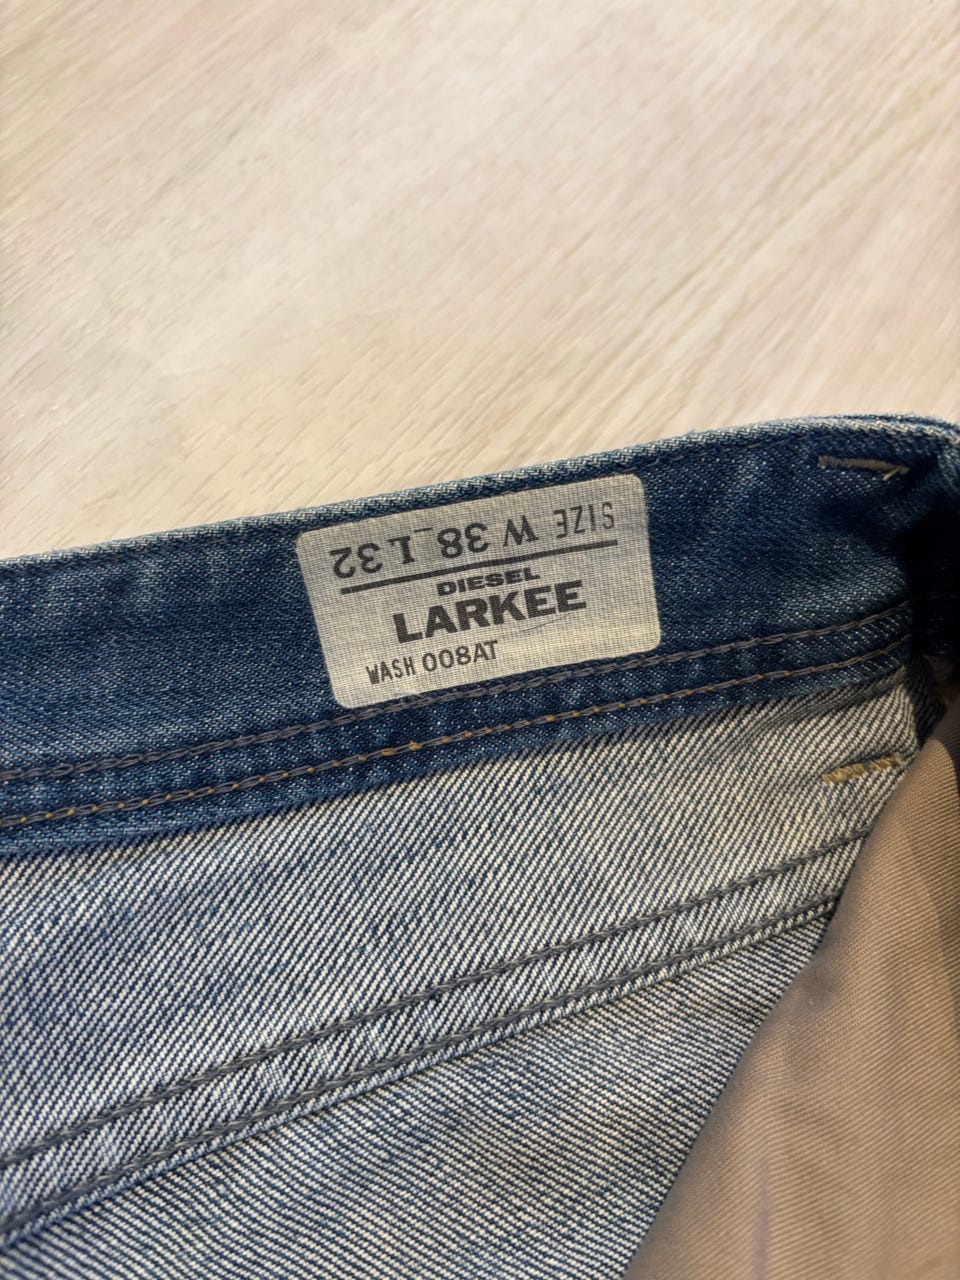 SIZE W 38 L 32
DIESEL
LARKEE
WASH 008AT